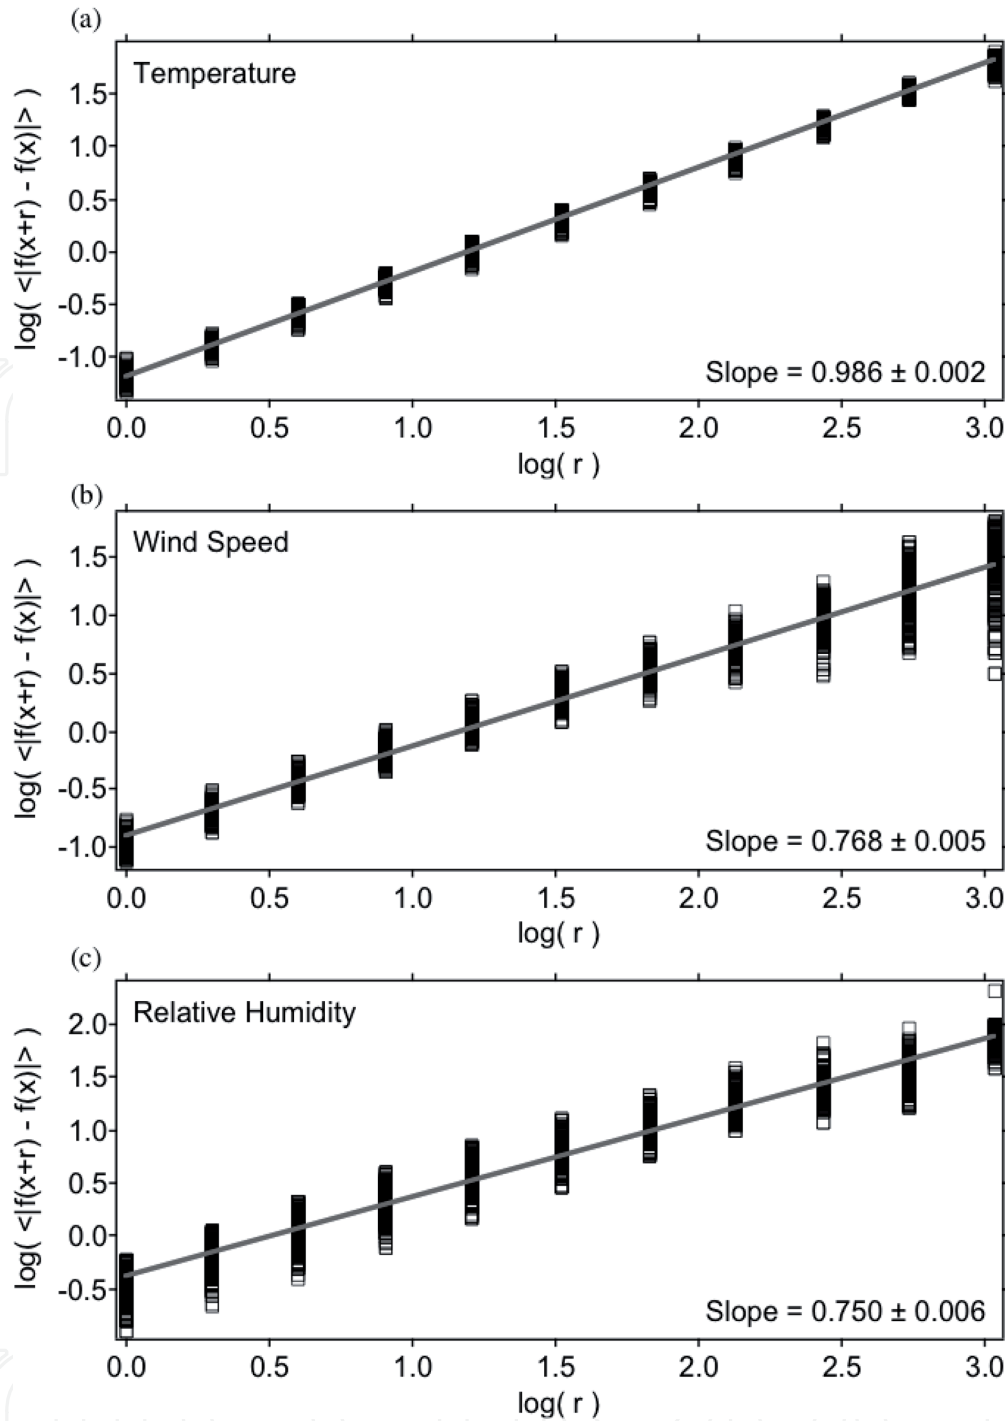 (a)
Temperature
log( <|f(x+r) - f(x)|> )
1.5
1.0
0.5
0.0
-0.5
-1.0
Slope = 0.986 ± 0.002
0.0 0.5 1.0 1.5 2.0 2.5 3.0
log( r )
(b)
Wind Speed
log( <|f(x+r) - f(x)|> )
1.5
1.0
0.5
0.0
-0.5
-1.0
Slope = 0.768 ± 0.005
0.0 0.5 1.0 1.5 2.0 2.5 3.0
log( r )
(c)
Relative Humidity
log( <|f(x+r) - f(x)|> )
2.0
1.5
1.0
0.5
0.0
-0.5
Slope = 0.750 ± 0.006
0.0 0.5 1.0 1.5 2.0 2.5 3.0
log( r )